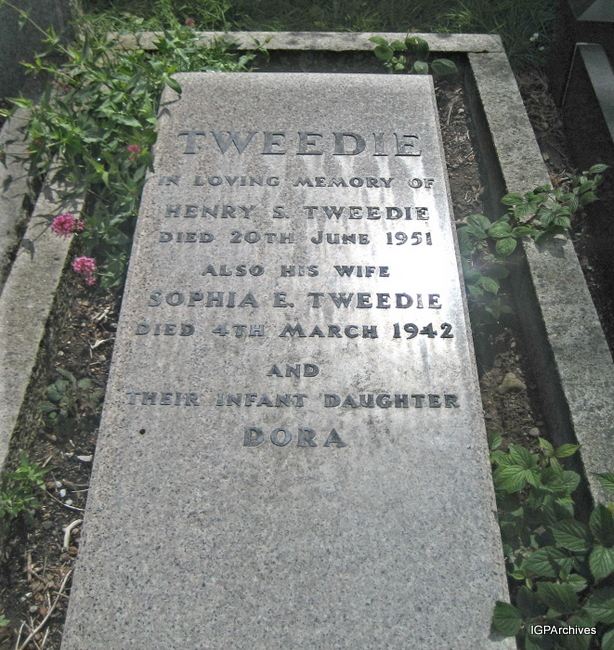 TWEEDIE
IN LOVING MEMORY OF
HENRY S. TWEEDIE
DIED 20TH JUNE 1951
ALSO HIS WIFE
SOPHIA E. TWEEDIE
DIED 4TH MARCH 1942
AND
THEIR INFANT DAUGHTER
DORA
IGPArchives